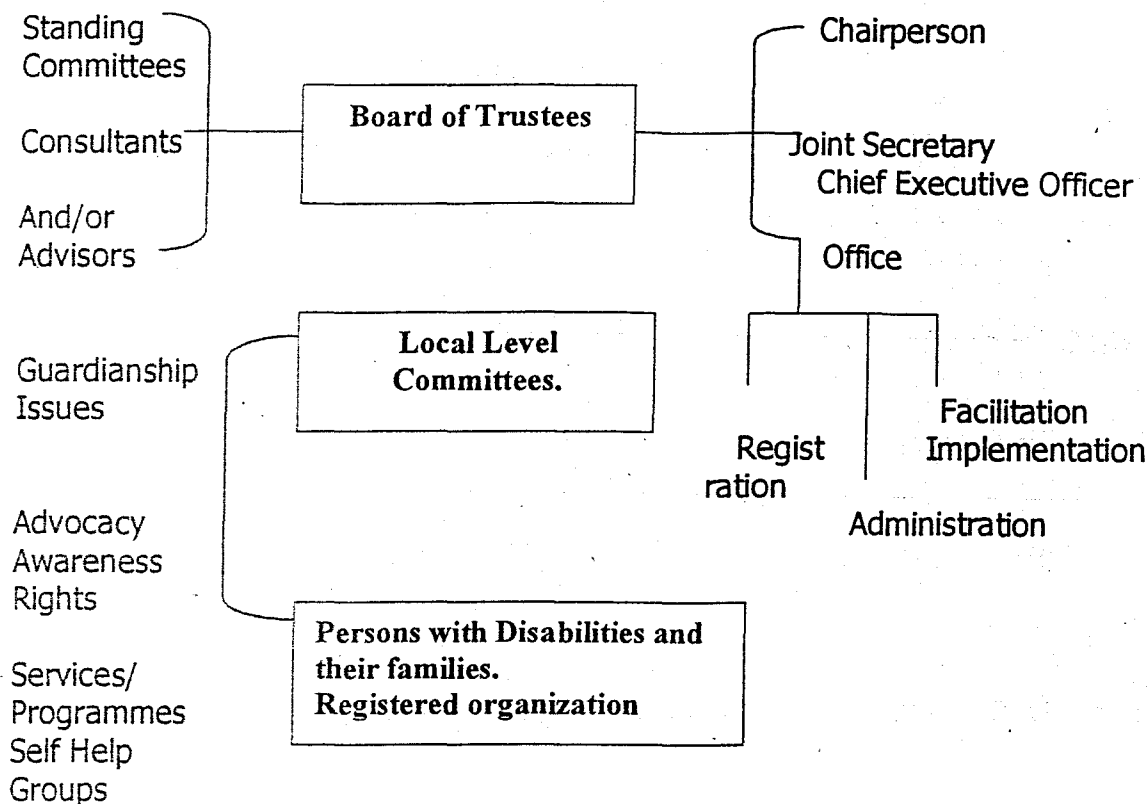 Standing
Committees
Consultants
And/or
Advisors
Board of Trustees
Chairperson
Joint Secretary
Chief Executive Officer
Office
Regist
ration
Administration
Facilitation
Implementation
Local Level
Committees.
Guardianship
Issues
Advocacy
Awareness
Rights
Services/
Programmes
Self Help
Groups
Persons with Disabilities and
their families.
Registered organization